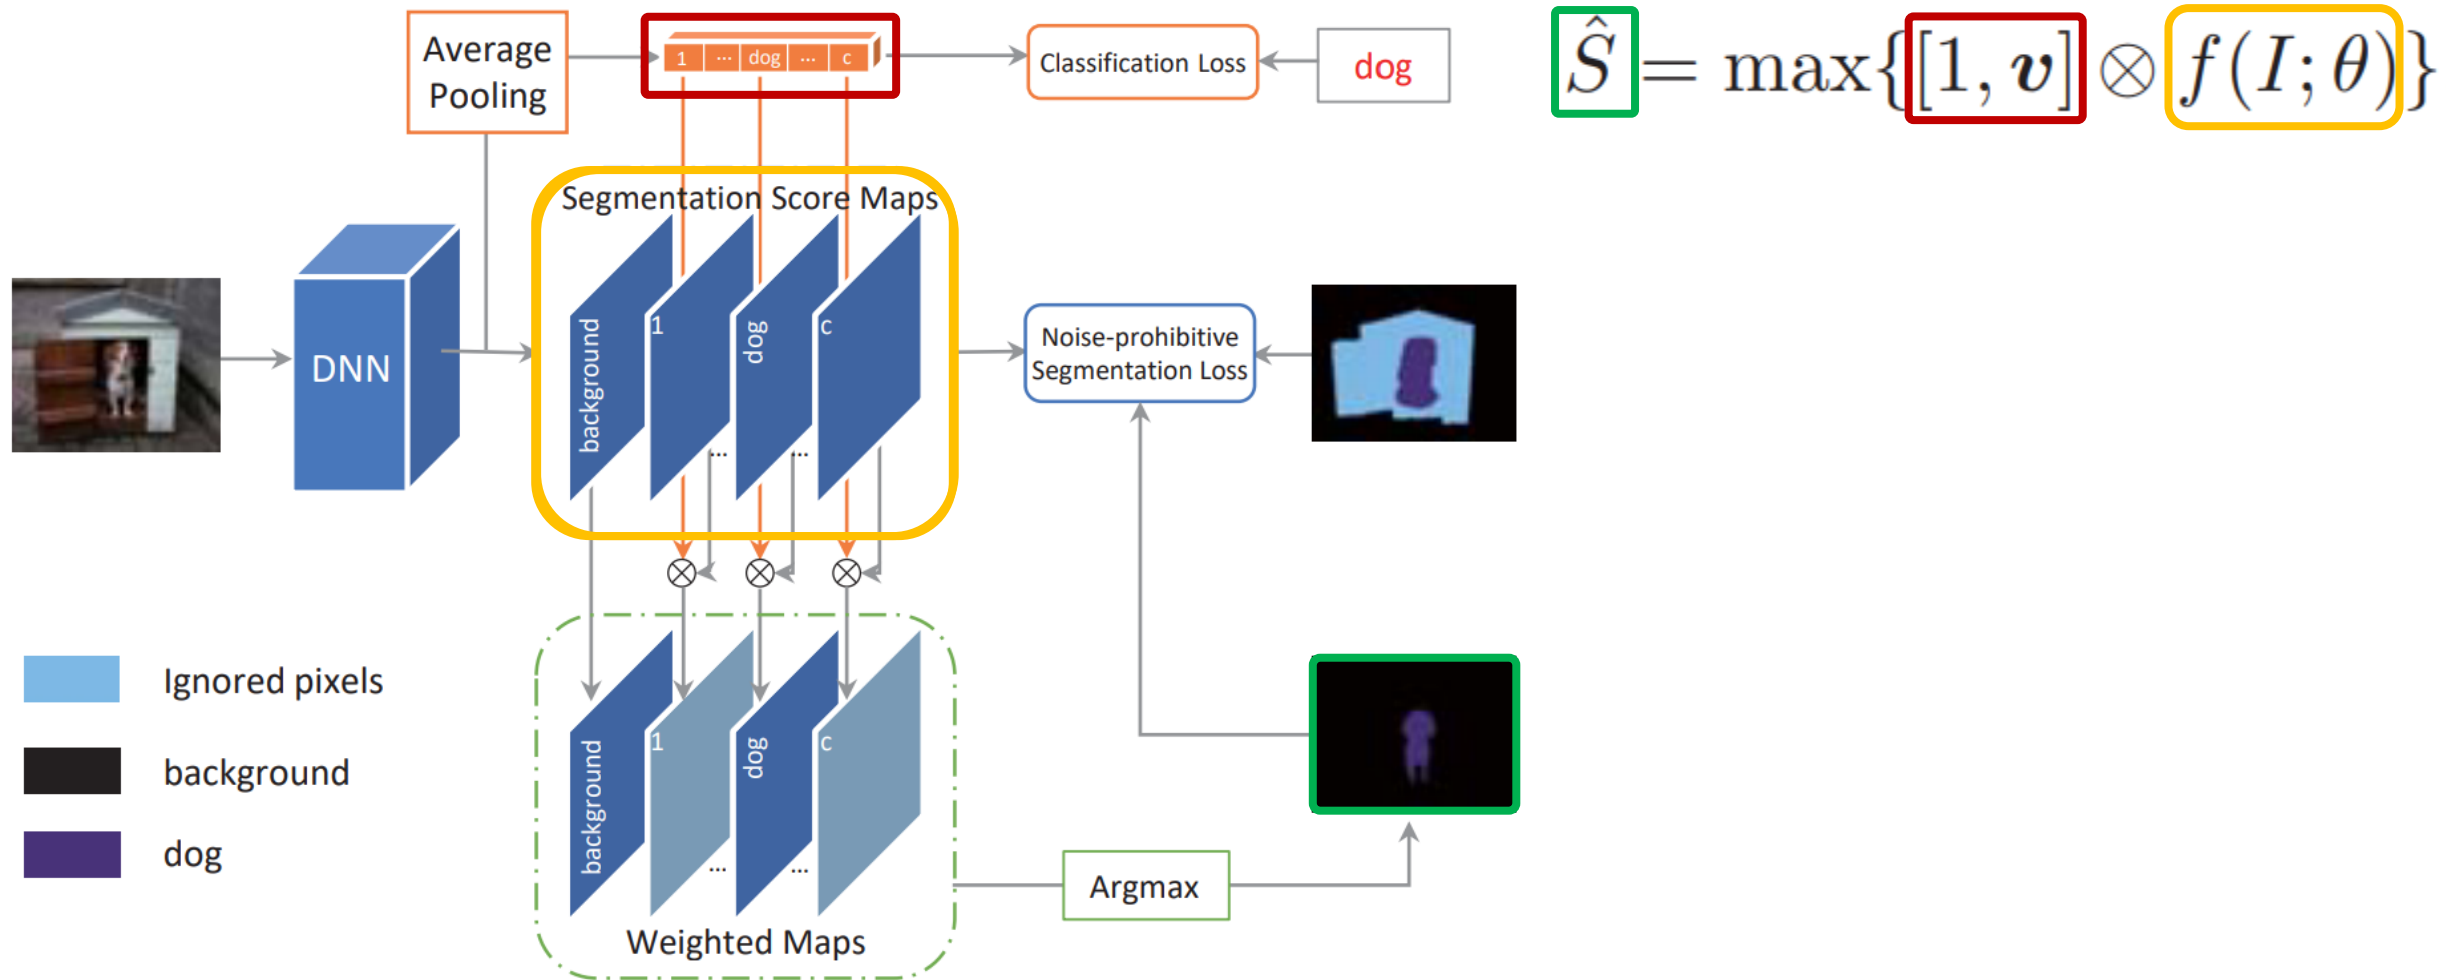 Average
Pooling
1 ... dog ... c
Classification Loss
dog
Ŝ = max{[1, v] ⊗ f(I; θ)}
Segmentation Score Maps
background
1
dog
c
... ...
DNN
Noise-prohibitive
Segmentation Loss
Ignored pixels
background
dog
background
1
dog
c
... ...
Weighted Maps
Argmax